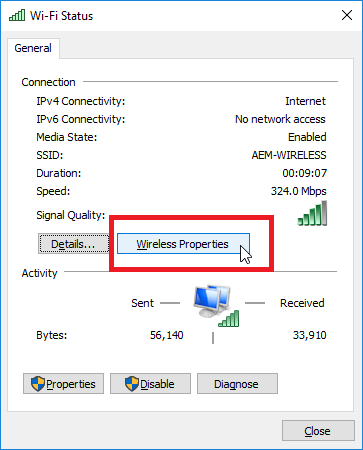 Wi-Fi Status
General
Connection
IPv4 Connectivity: Internet
IPv6 Connectivity: No network access
Media State: Enabled
SSID: AEM-WIRELESS
Duration: 00:09:07
Speed: 324.0 Mbps
Signal Quality:
Details... Wireless Properties
Activity
Sent Received
Bytes: 56,140 33,910
Properties Disable Diagnose
Close